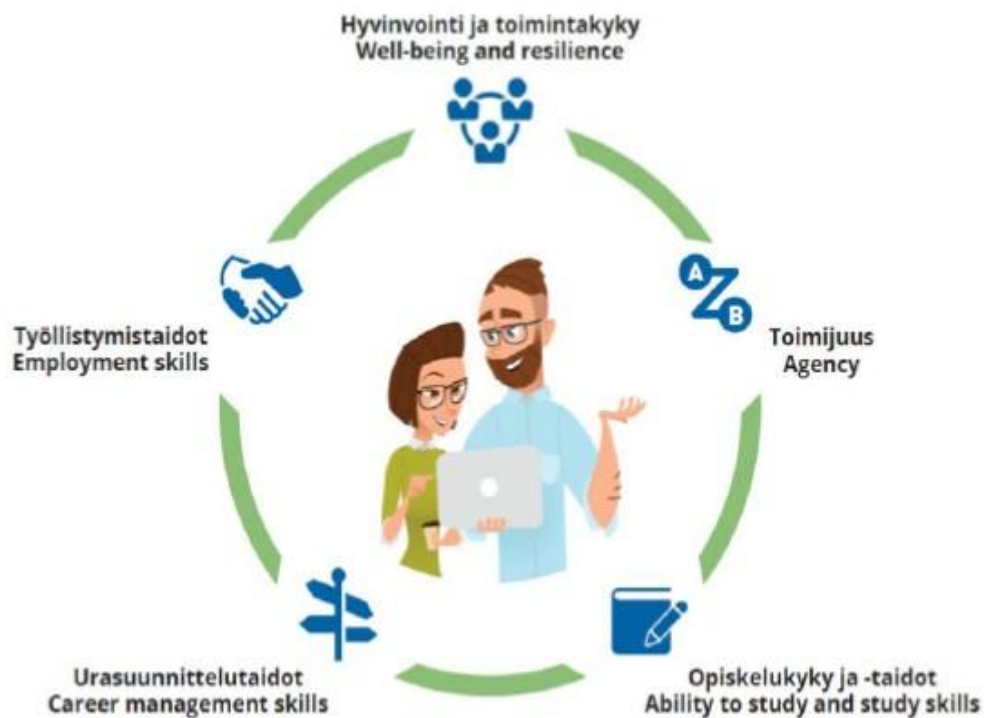 Hyvinvointi ja toimintakyky
Well-being and resilience
A
B
Työllistymistaidot
Employment skills
Toimijuus
Agency
Urasuunnittelutaidot
Career management skills
Opiskelukyky ja -taidot
Ability to study and study skills